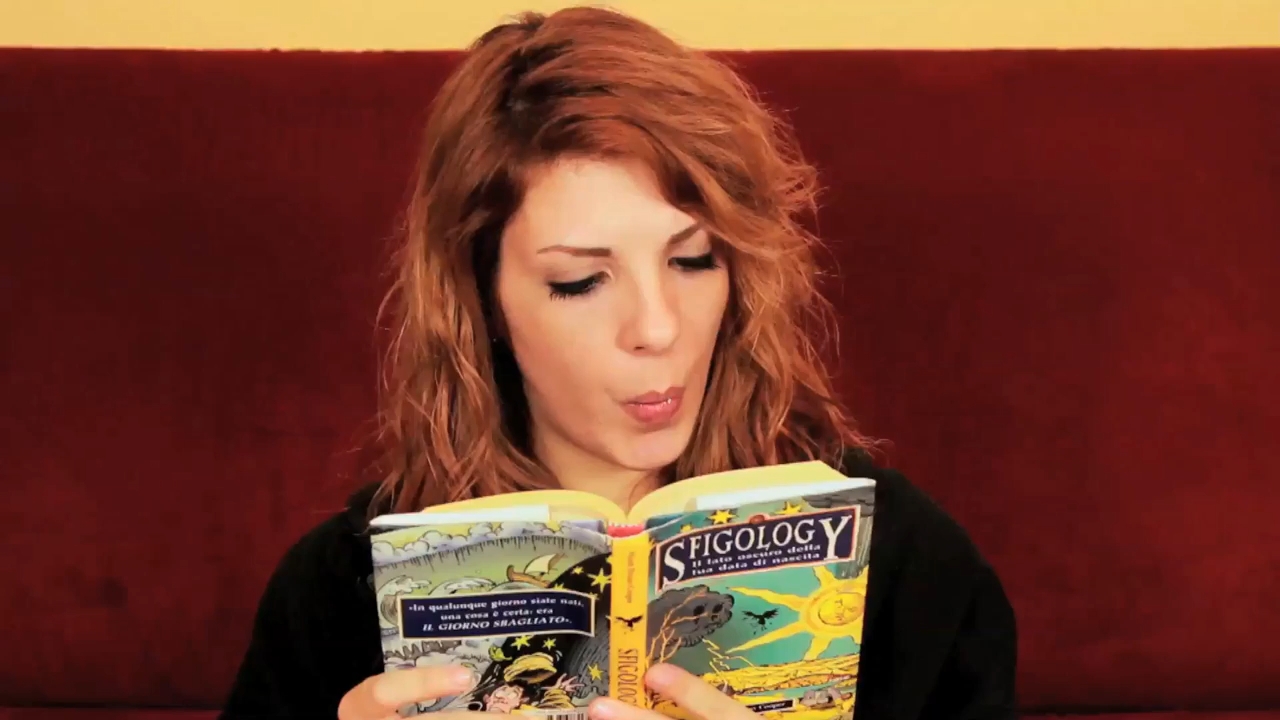 «In qualunque giorno siate nati,
una cosa è certa: era
IL GIORNO SBAGLIATO».
SFIGOLOGY
SFIGOLOGY
Il lato oscuro della
tua data di nascita
Cooper